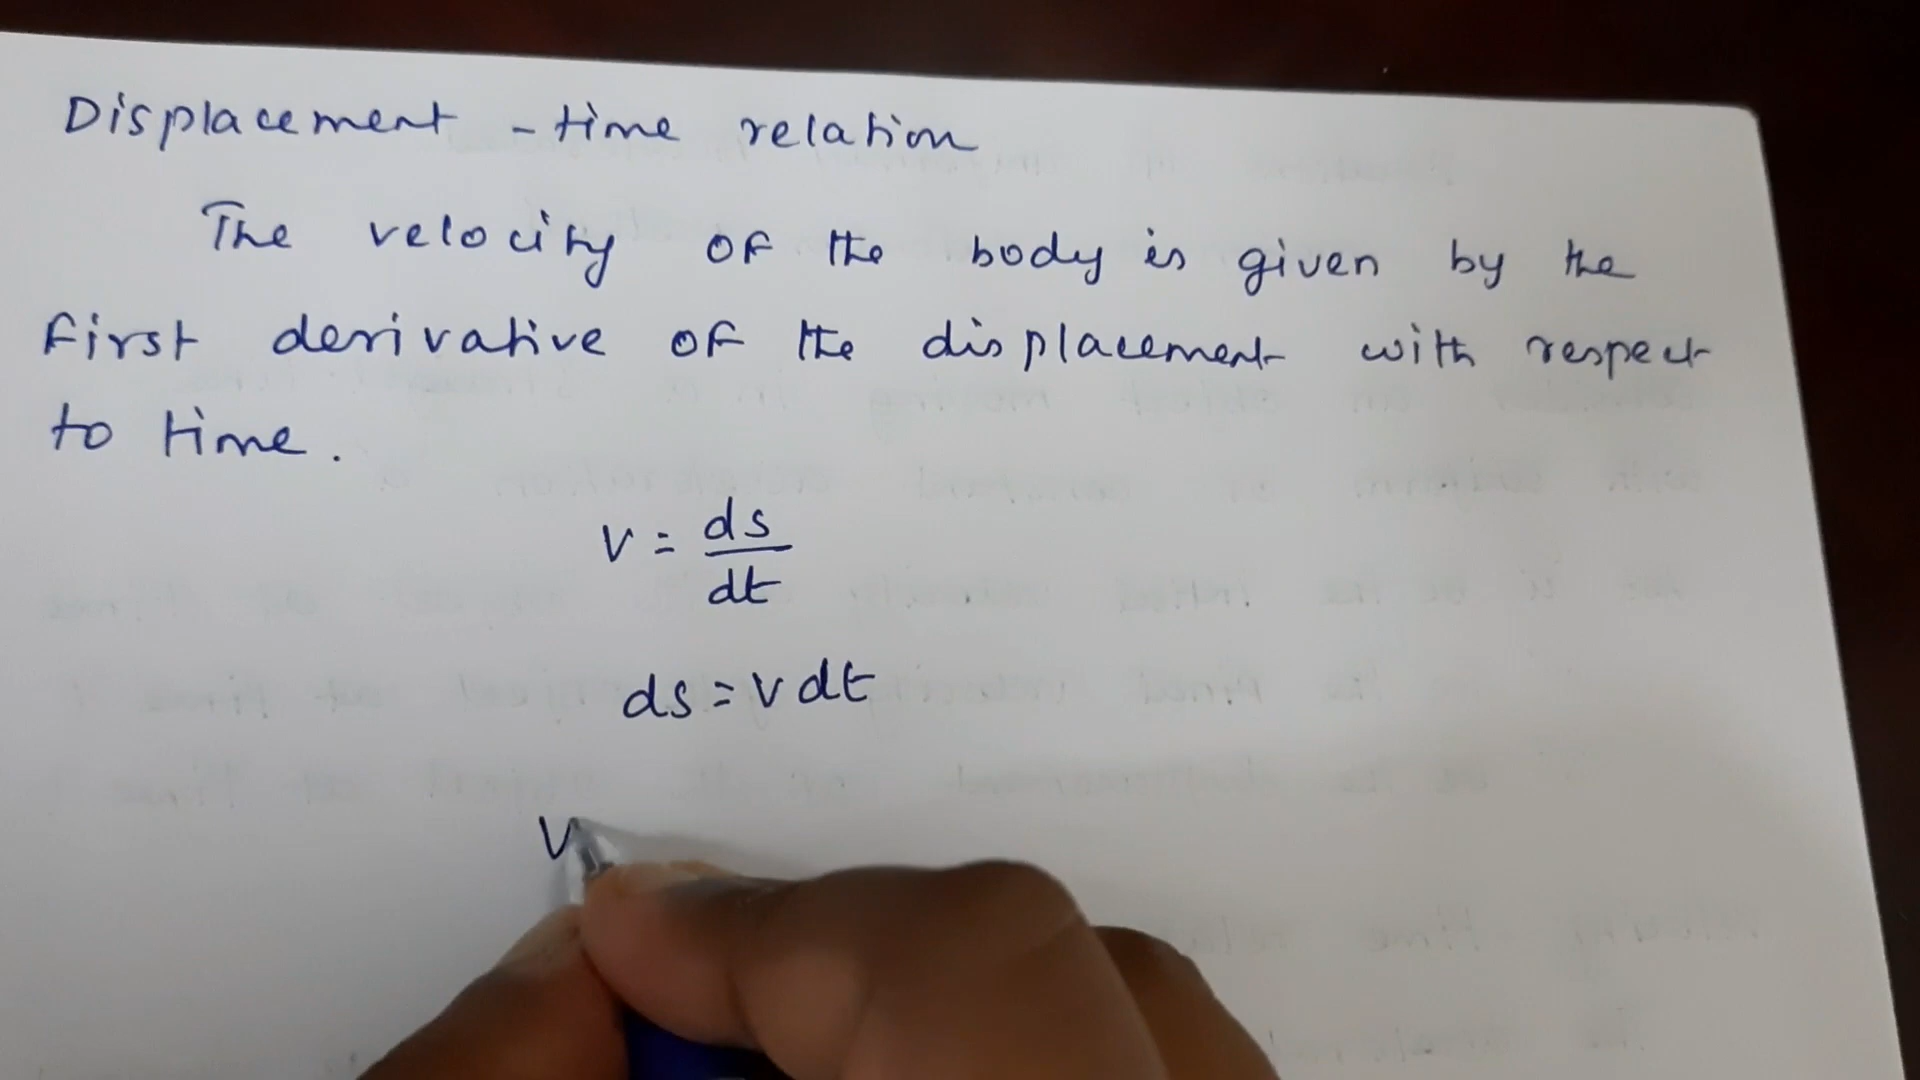 Displacement - time relation
The velocity of the body is given by the
first derivative of the displacement with respect
to time.
v = ds/dt
ds = v dt
V